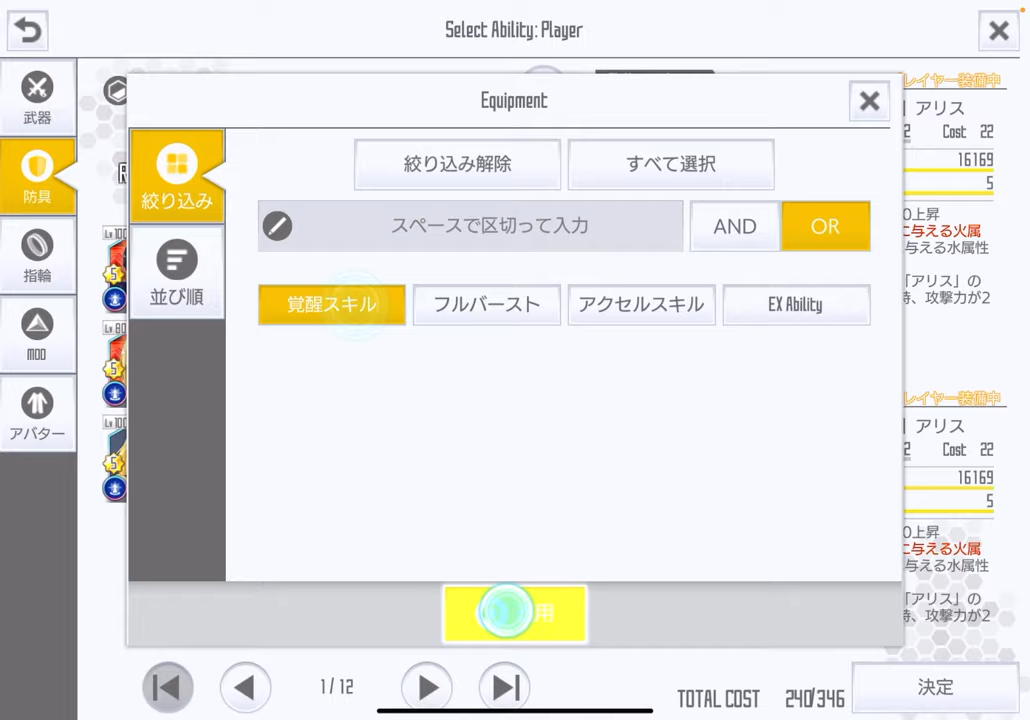 Select Ability: Player
武器
防具
指輪
MOD
アバター
Equipment
絞り込み
並び順
絞り込み解除
すべて選択
スペースで区切って入力
AND
OR
覚醒スキル
フルバースト
アクセルスキル
EX Ability
用
Lv 100
Lv 80
Lv 100
レイヤー装備中
アリス
2 Cost 22
16169
5
0上昇
に与える火属
与える水属性
「アリス」の
時、攻撃力が2
レイヤー装備中
アリス
2 Cost 22
16169
5
0上昇
に与える火属
与える水属性
「アリス」の
時、攻撃力が2
1/12
TOTAL COST 240/346
決定